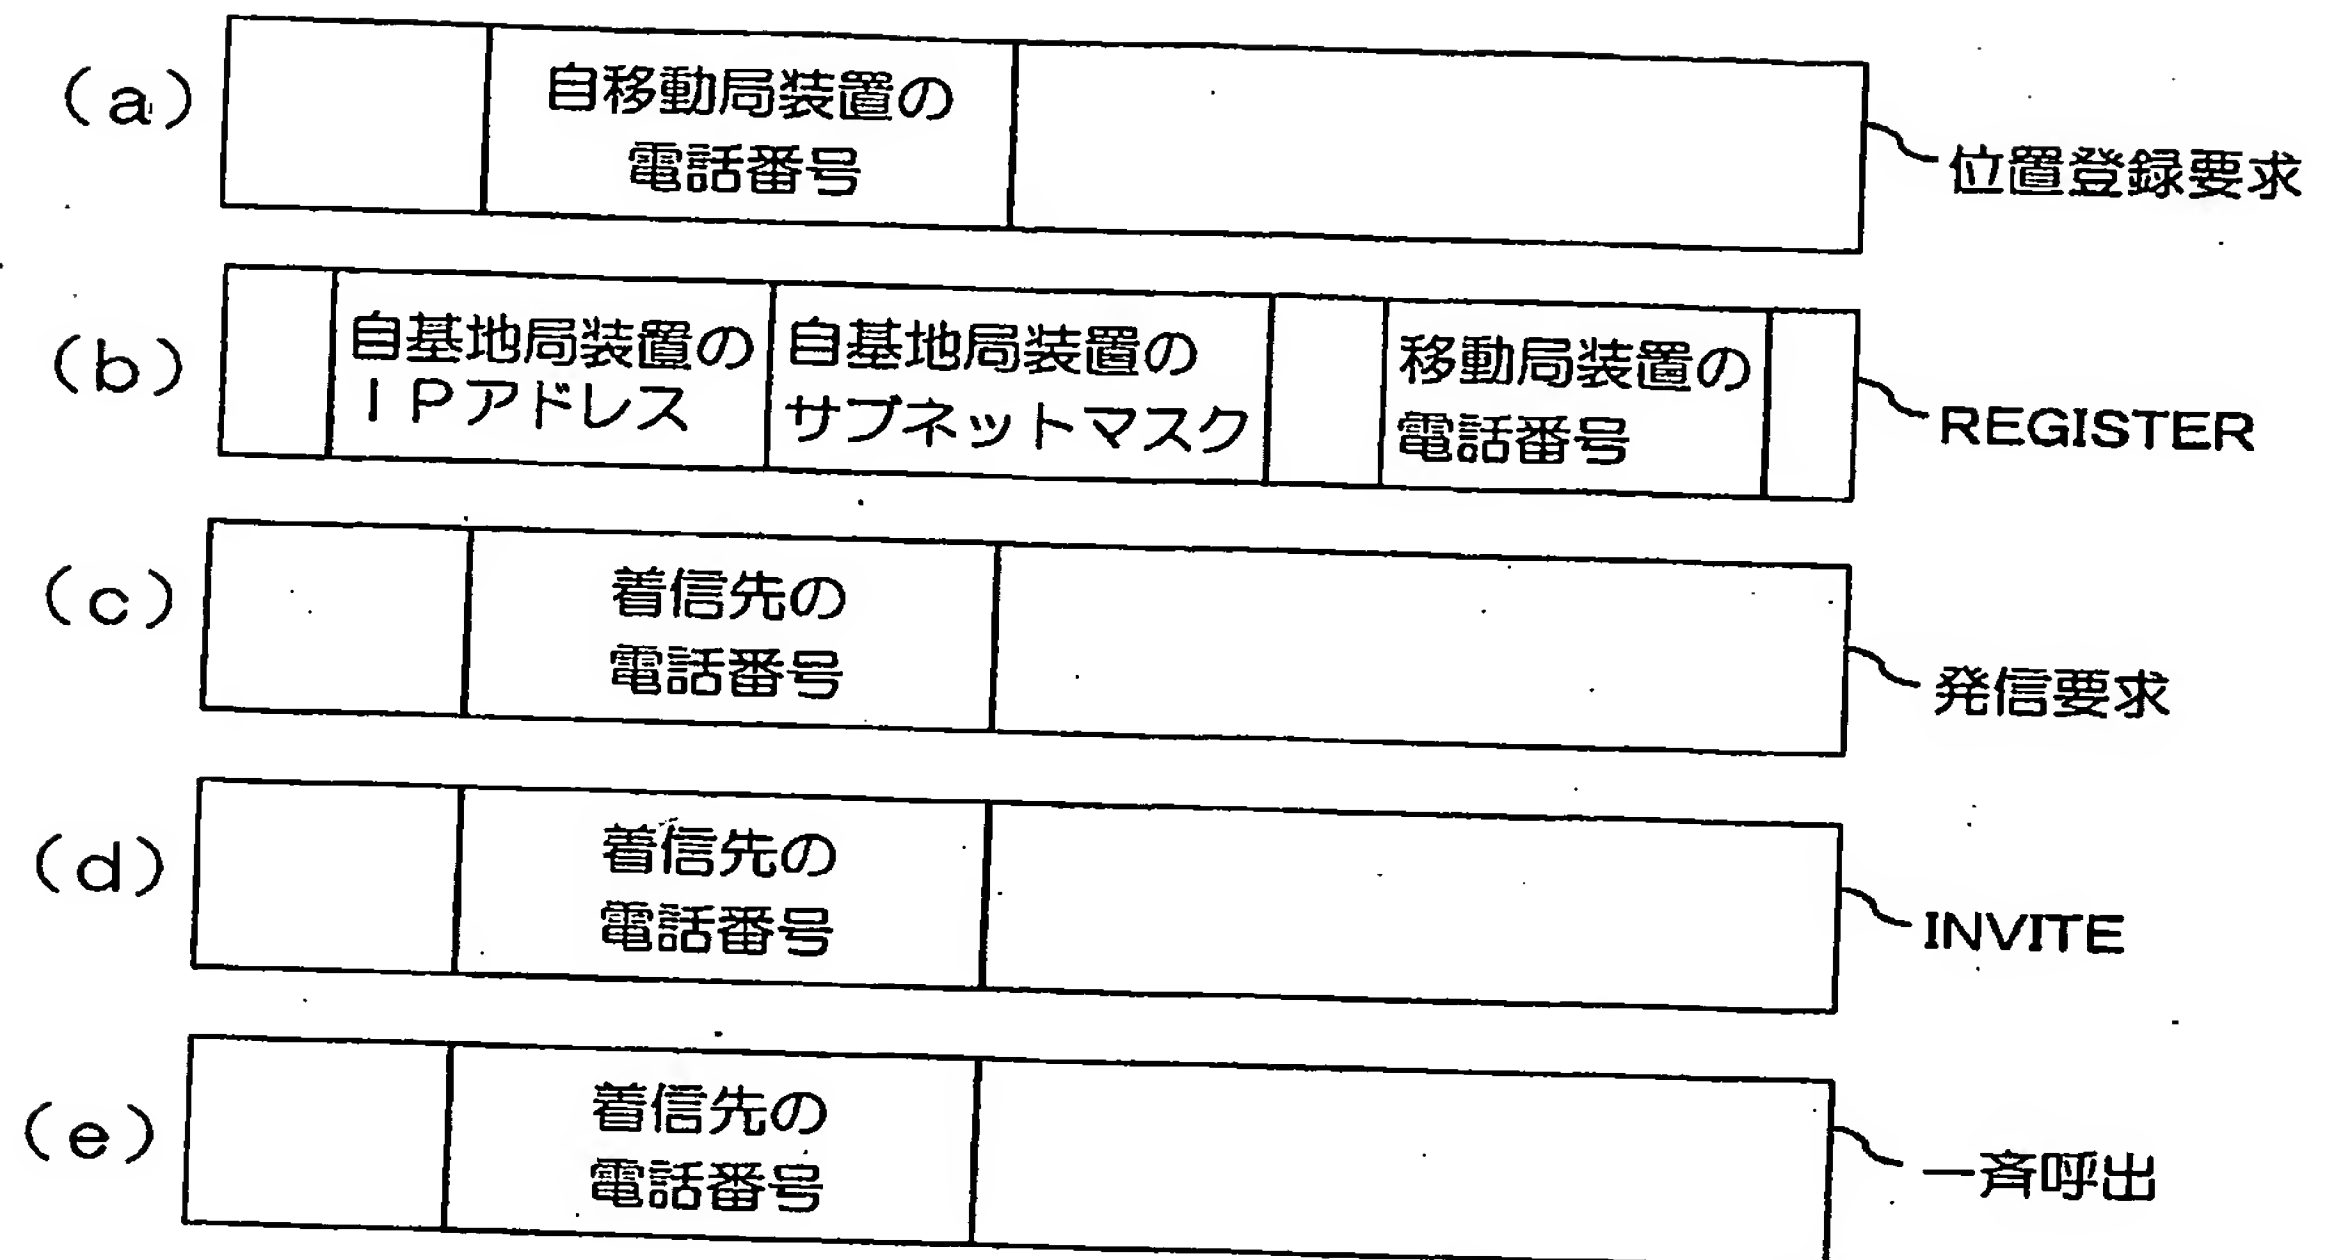 (a)
自移動局装置の
電話番号
位置登録要求
(b)
自基地局装置の
IPアドレス
自基地局装置の
サブネットマスク
移動局装置の
電話番号
REGISTER
(c)
着信先の
電話番号
発信要求
(d)
着信先の
電話番号
INVITE
(e)
着信先の
電話番号
一斉呼出